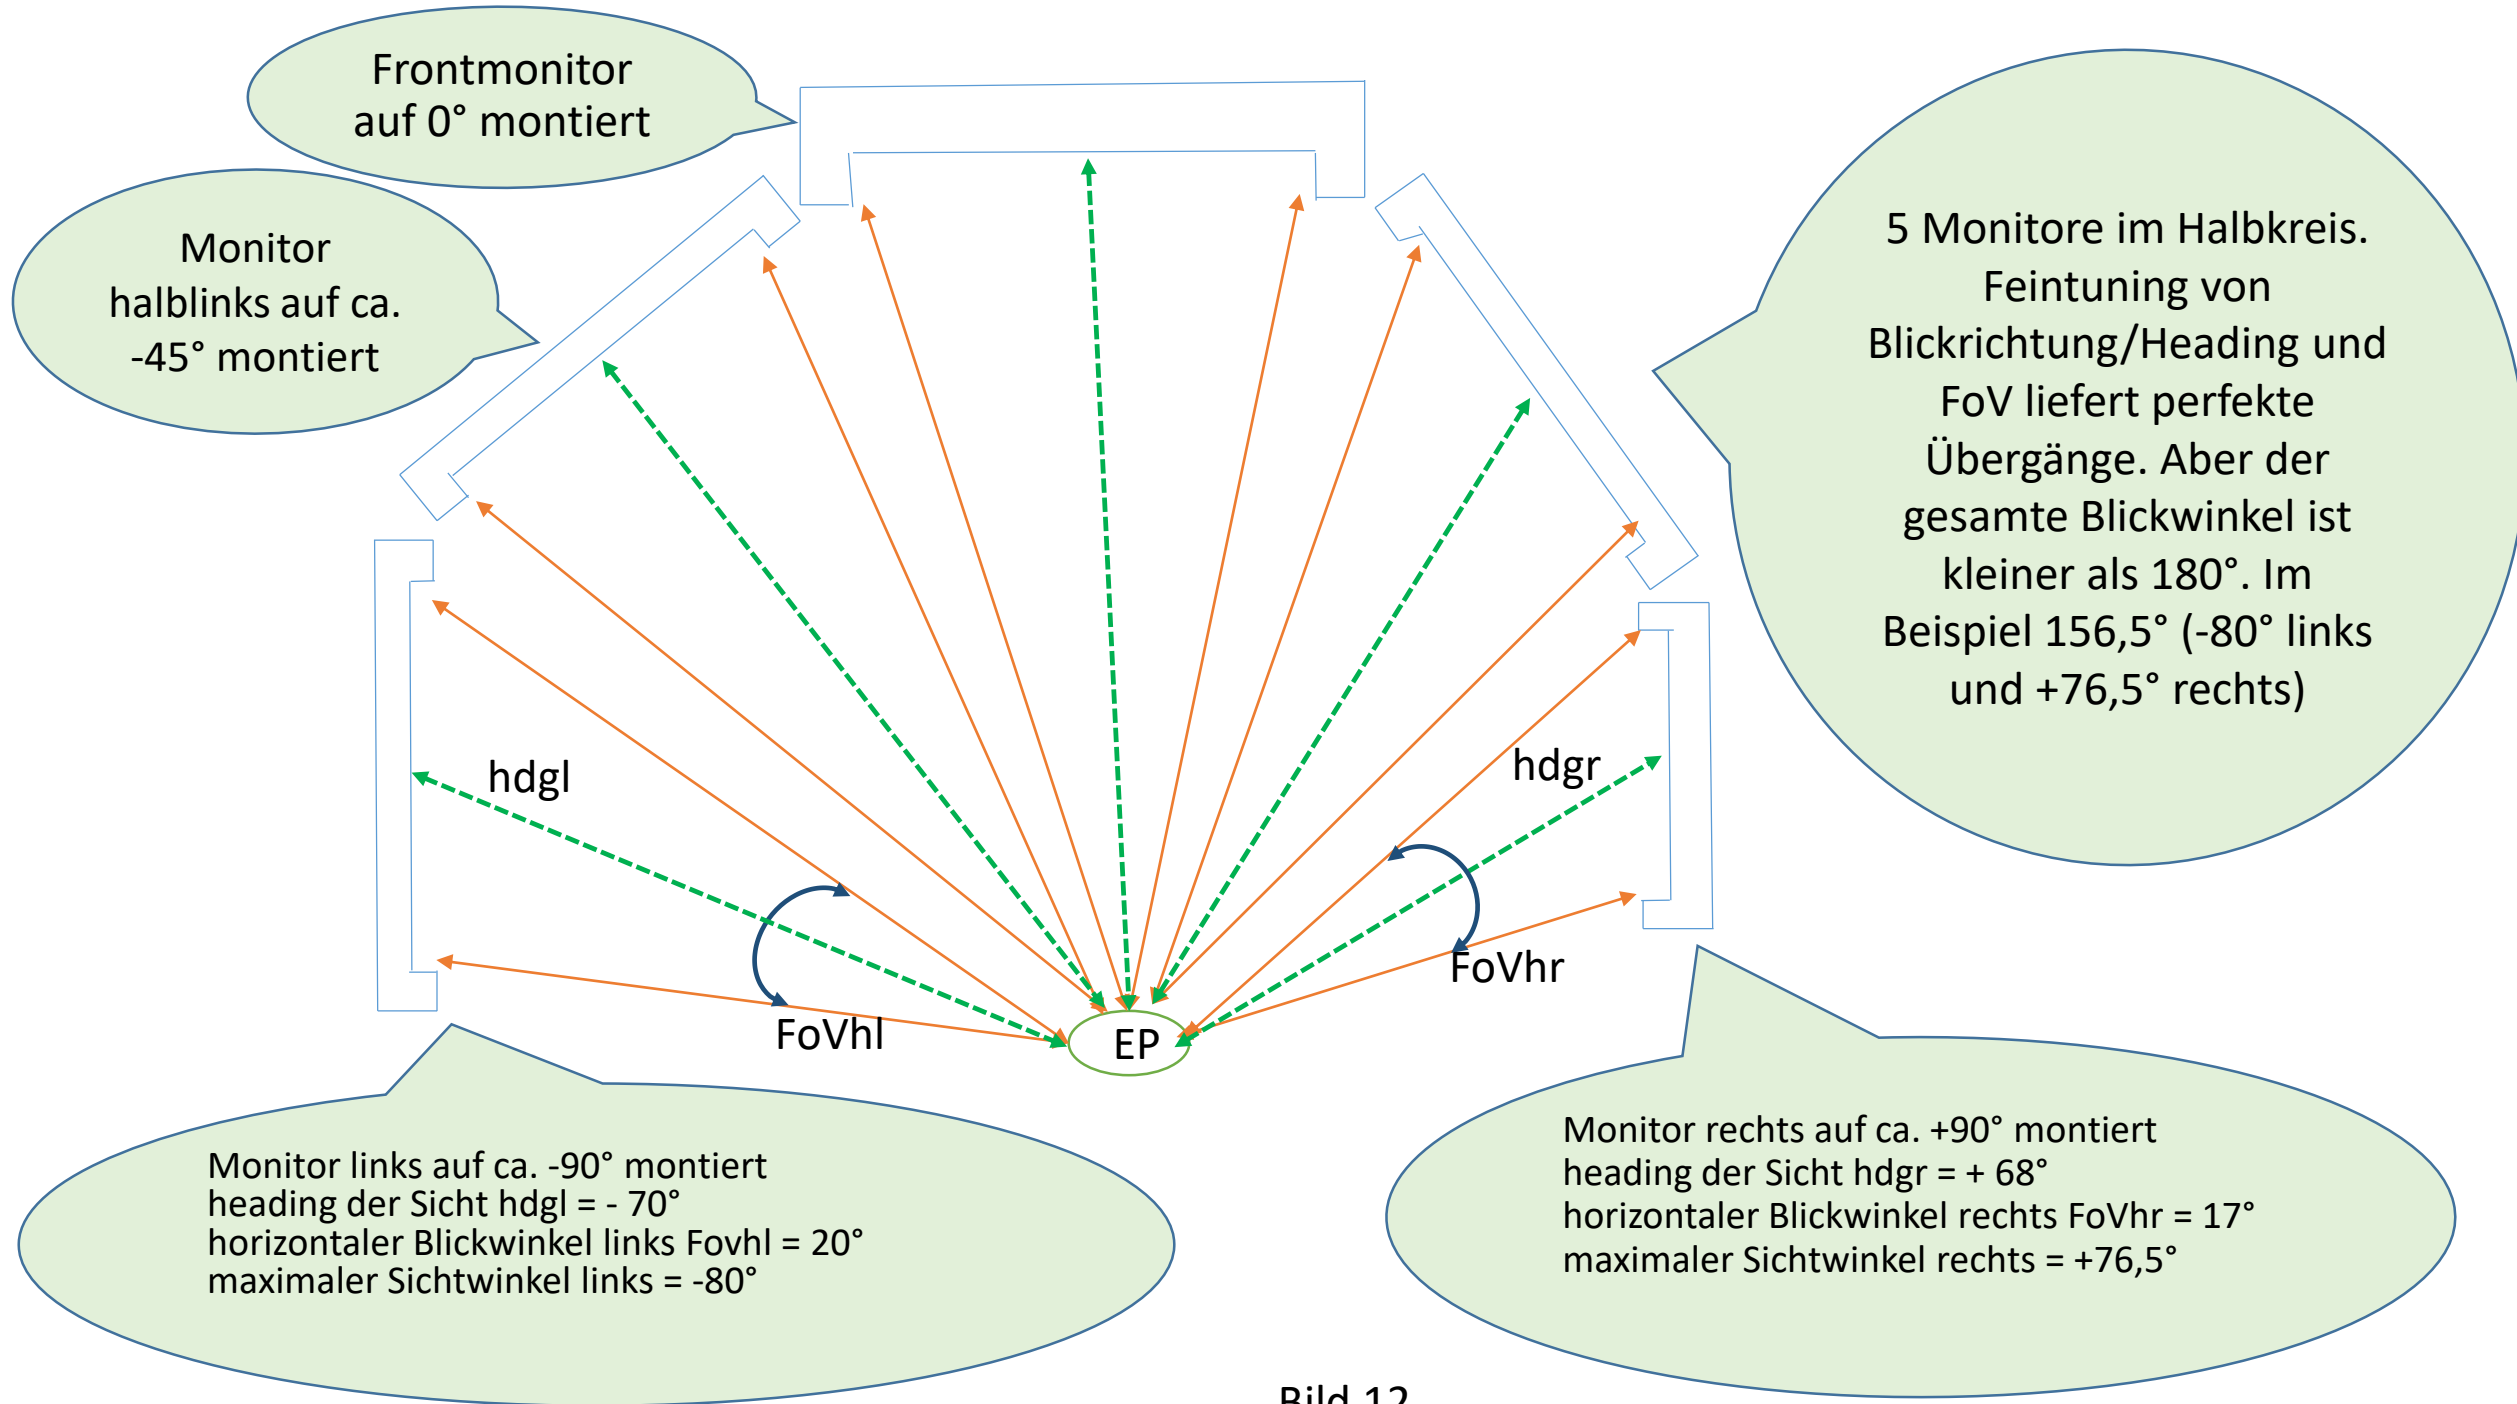 Frontmonitor
auf 0° montiert
Monitor
halblinks auf ca.
-45° montiert
5 Monitore im Halbkreis.
Feintuning von
Blickrichtung/Heading und
FoV liefert perfekte
Übergänge. Aber der
gesamte Blickwinkel ist
kleiner als 180°. Im
Beispiel 156,5° (-80° links
und +76,5° rechts)
hdgl
hdgr
FoVhl
FoVhr
EP
Monitor links auf ca. -90° montiert
heading der Sicht hdgl = - 70°
horizontaler Blickwinkel links Fovhl = 20°
maximaler Sichtwinkel links = -80°
Monitor rechts auf ca. +90° montiert
heading der Sicht hdgr = + 68°
horizontaler Blickwinkel rechts FoVhr = 17°
maximaler Sichtwinkel rechts = +76,5°
Bild 12